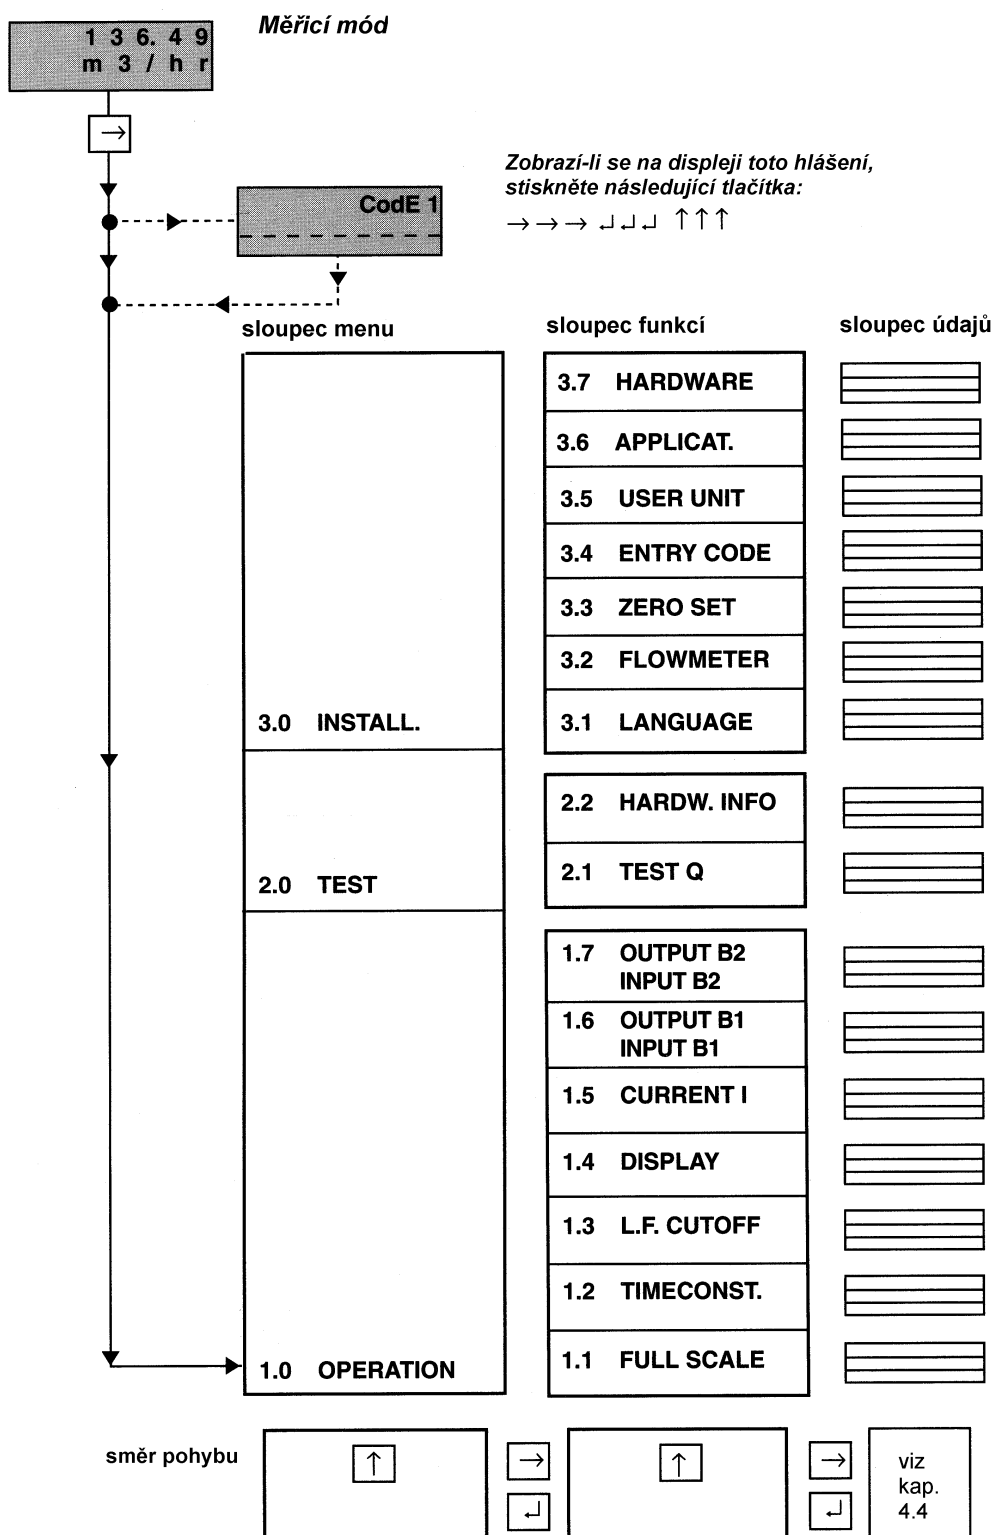 1 3 6. 4 9
m 3 / h r
Měřicí mód
→
Zobrazí-li se na displeji toto hlášení,
stiskněte následující tlačítka:
→→→ ↵↵↵ ↑↑↑
CodE 1
_ _ _ _ _ _ _ _ _
sloupec menu
sloupec funkcí
sloupec údajů
3.7 HARDWARE
3.6 APPLICAT.
3.5 USER UNIT
3.4 ENTRY CODE
3.3 ZERO SET
3.2 FLOWMETER
3.0 INSTALL.
3.1 LANGUAGE
2.2 HARDW. INFO
2.0 TEST
2.1 TEST Q
1.7 OUTPUT B2
INPUT B2
1.6 OUTPUT B1
INPUT B1
1.5 CURRENT I
1.4 DISPLAY
1.3 L.F. CUTOFF
1.2 TIMECONST.
1.0 OPERATION
1.1 FULL SCALE
směr pohybu
↑
→
↵
↑
→
↵
viz
kap.
4.4